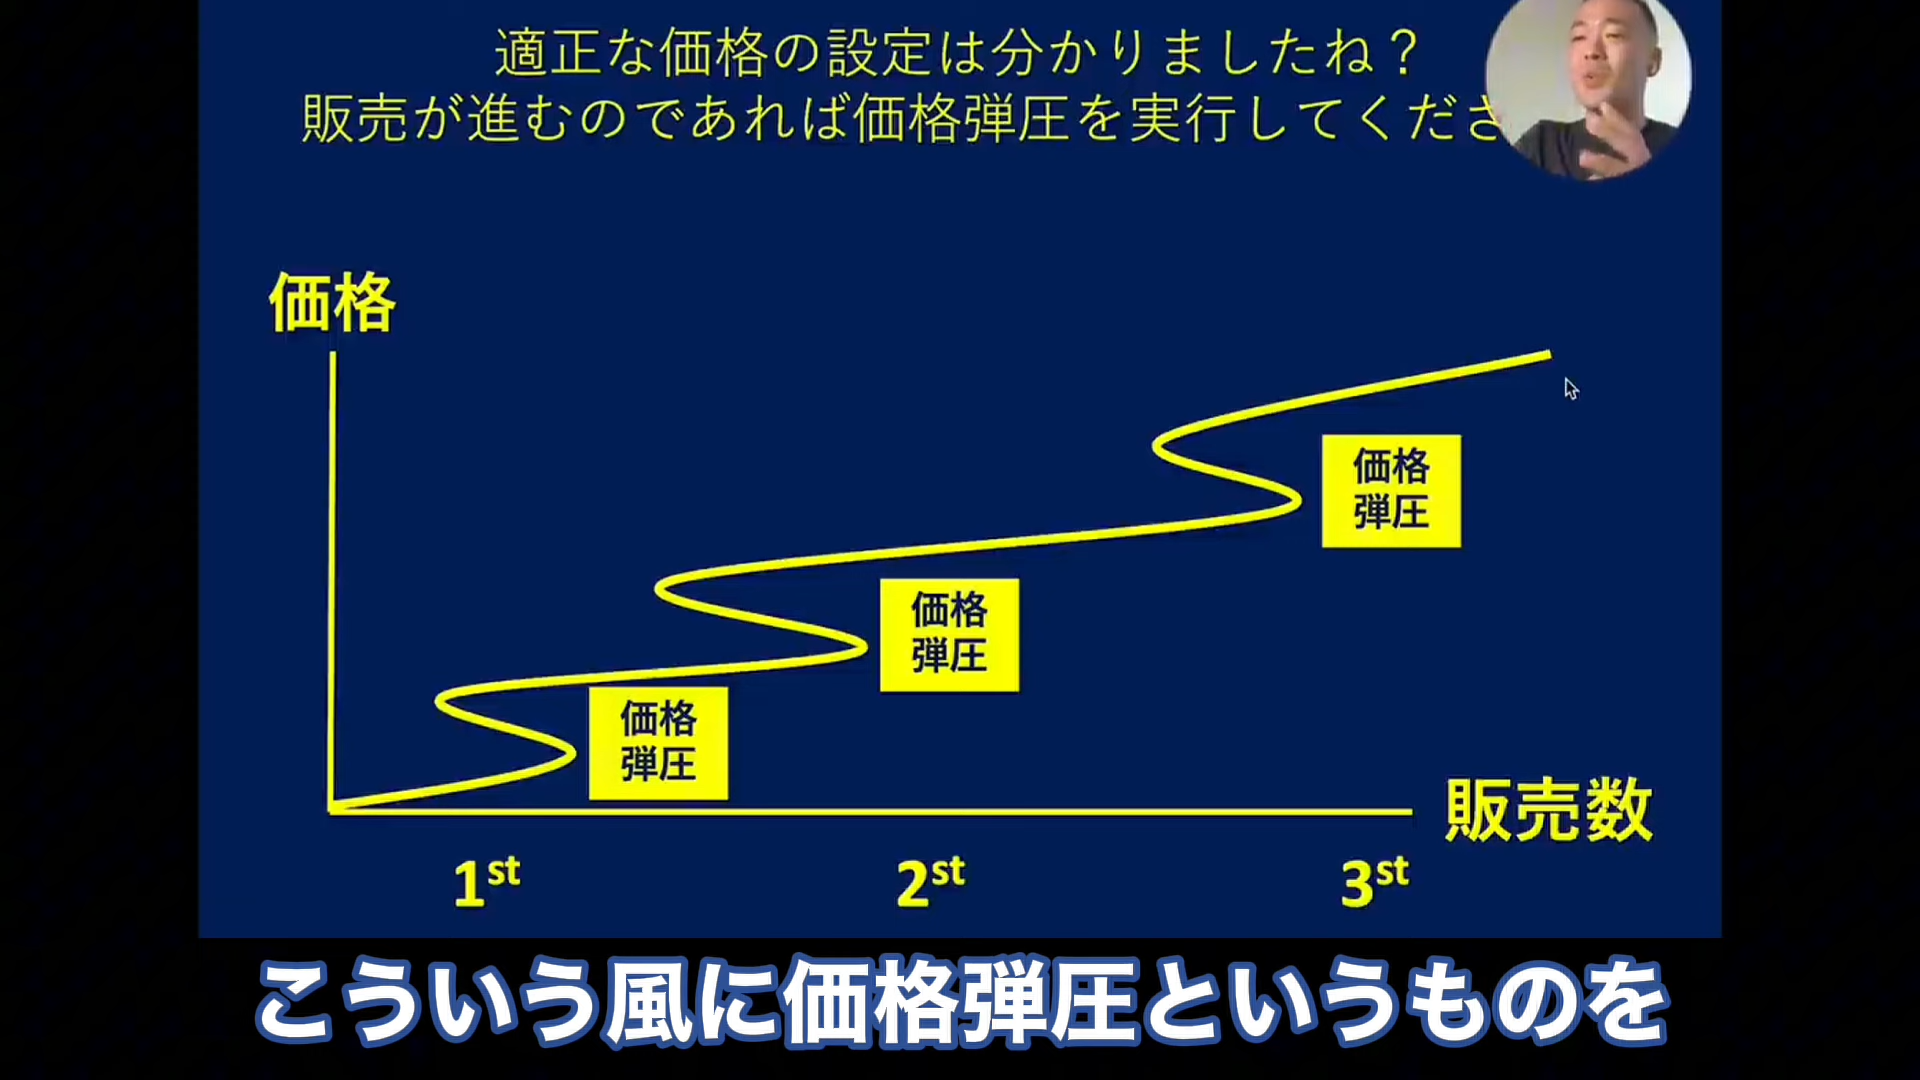 適正な価格の設定は分かりましたね？
販売が進むのであれば価格弾圧を実行してくださ
価格
価格
弾圧
価格
弾圧
価格
弾圧
販売数
1st
2st
3st
こういう風に価格弾圧というものを